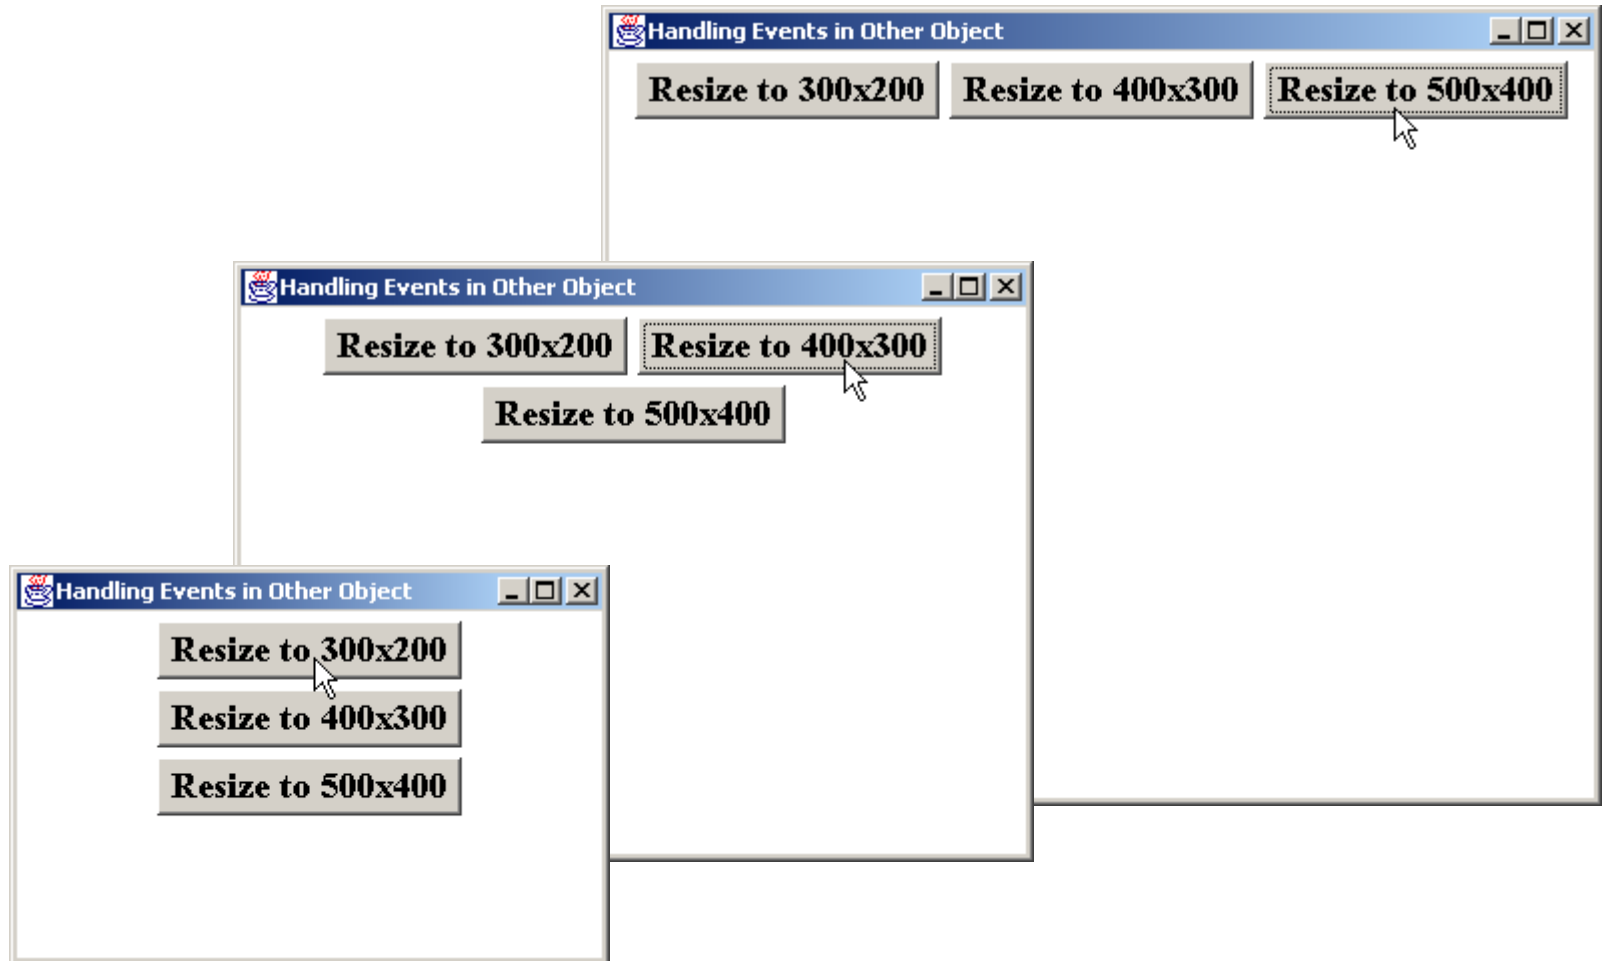 Handling Events in Other Object
Resize to 300x200 Resize to 400x300 Resize to 500x400
Handling Events in Other Object
Resize to 300x200 Resize to 400x300
Resize to 500x400
Handling Events in Other Object
Resize to 300x200
Resize to 400x300
Resize to 500x400